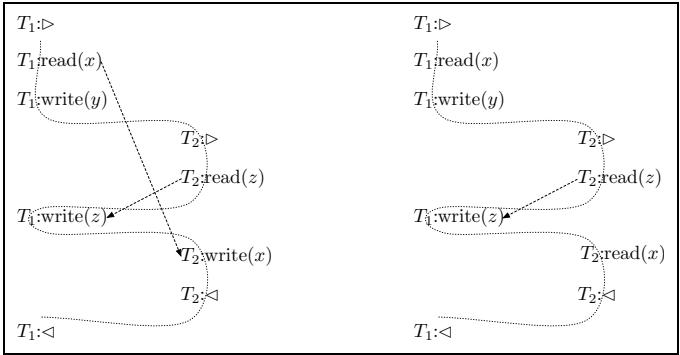 T₁:▷
T₁:read(x)
T₁:write(y)
T₂:▷
T₂:read(z)
T₁:write(z)
T₂:write(x)
T₂:◁
T₁:◁
T₁:▷
T₁:read(x)
T₁:write(y)
T₂:▷
T₂:read(z)
T₁:write(z)
T₂:read(x)
T₂:◁
T₁:◁